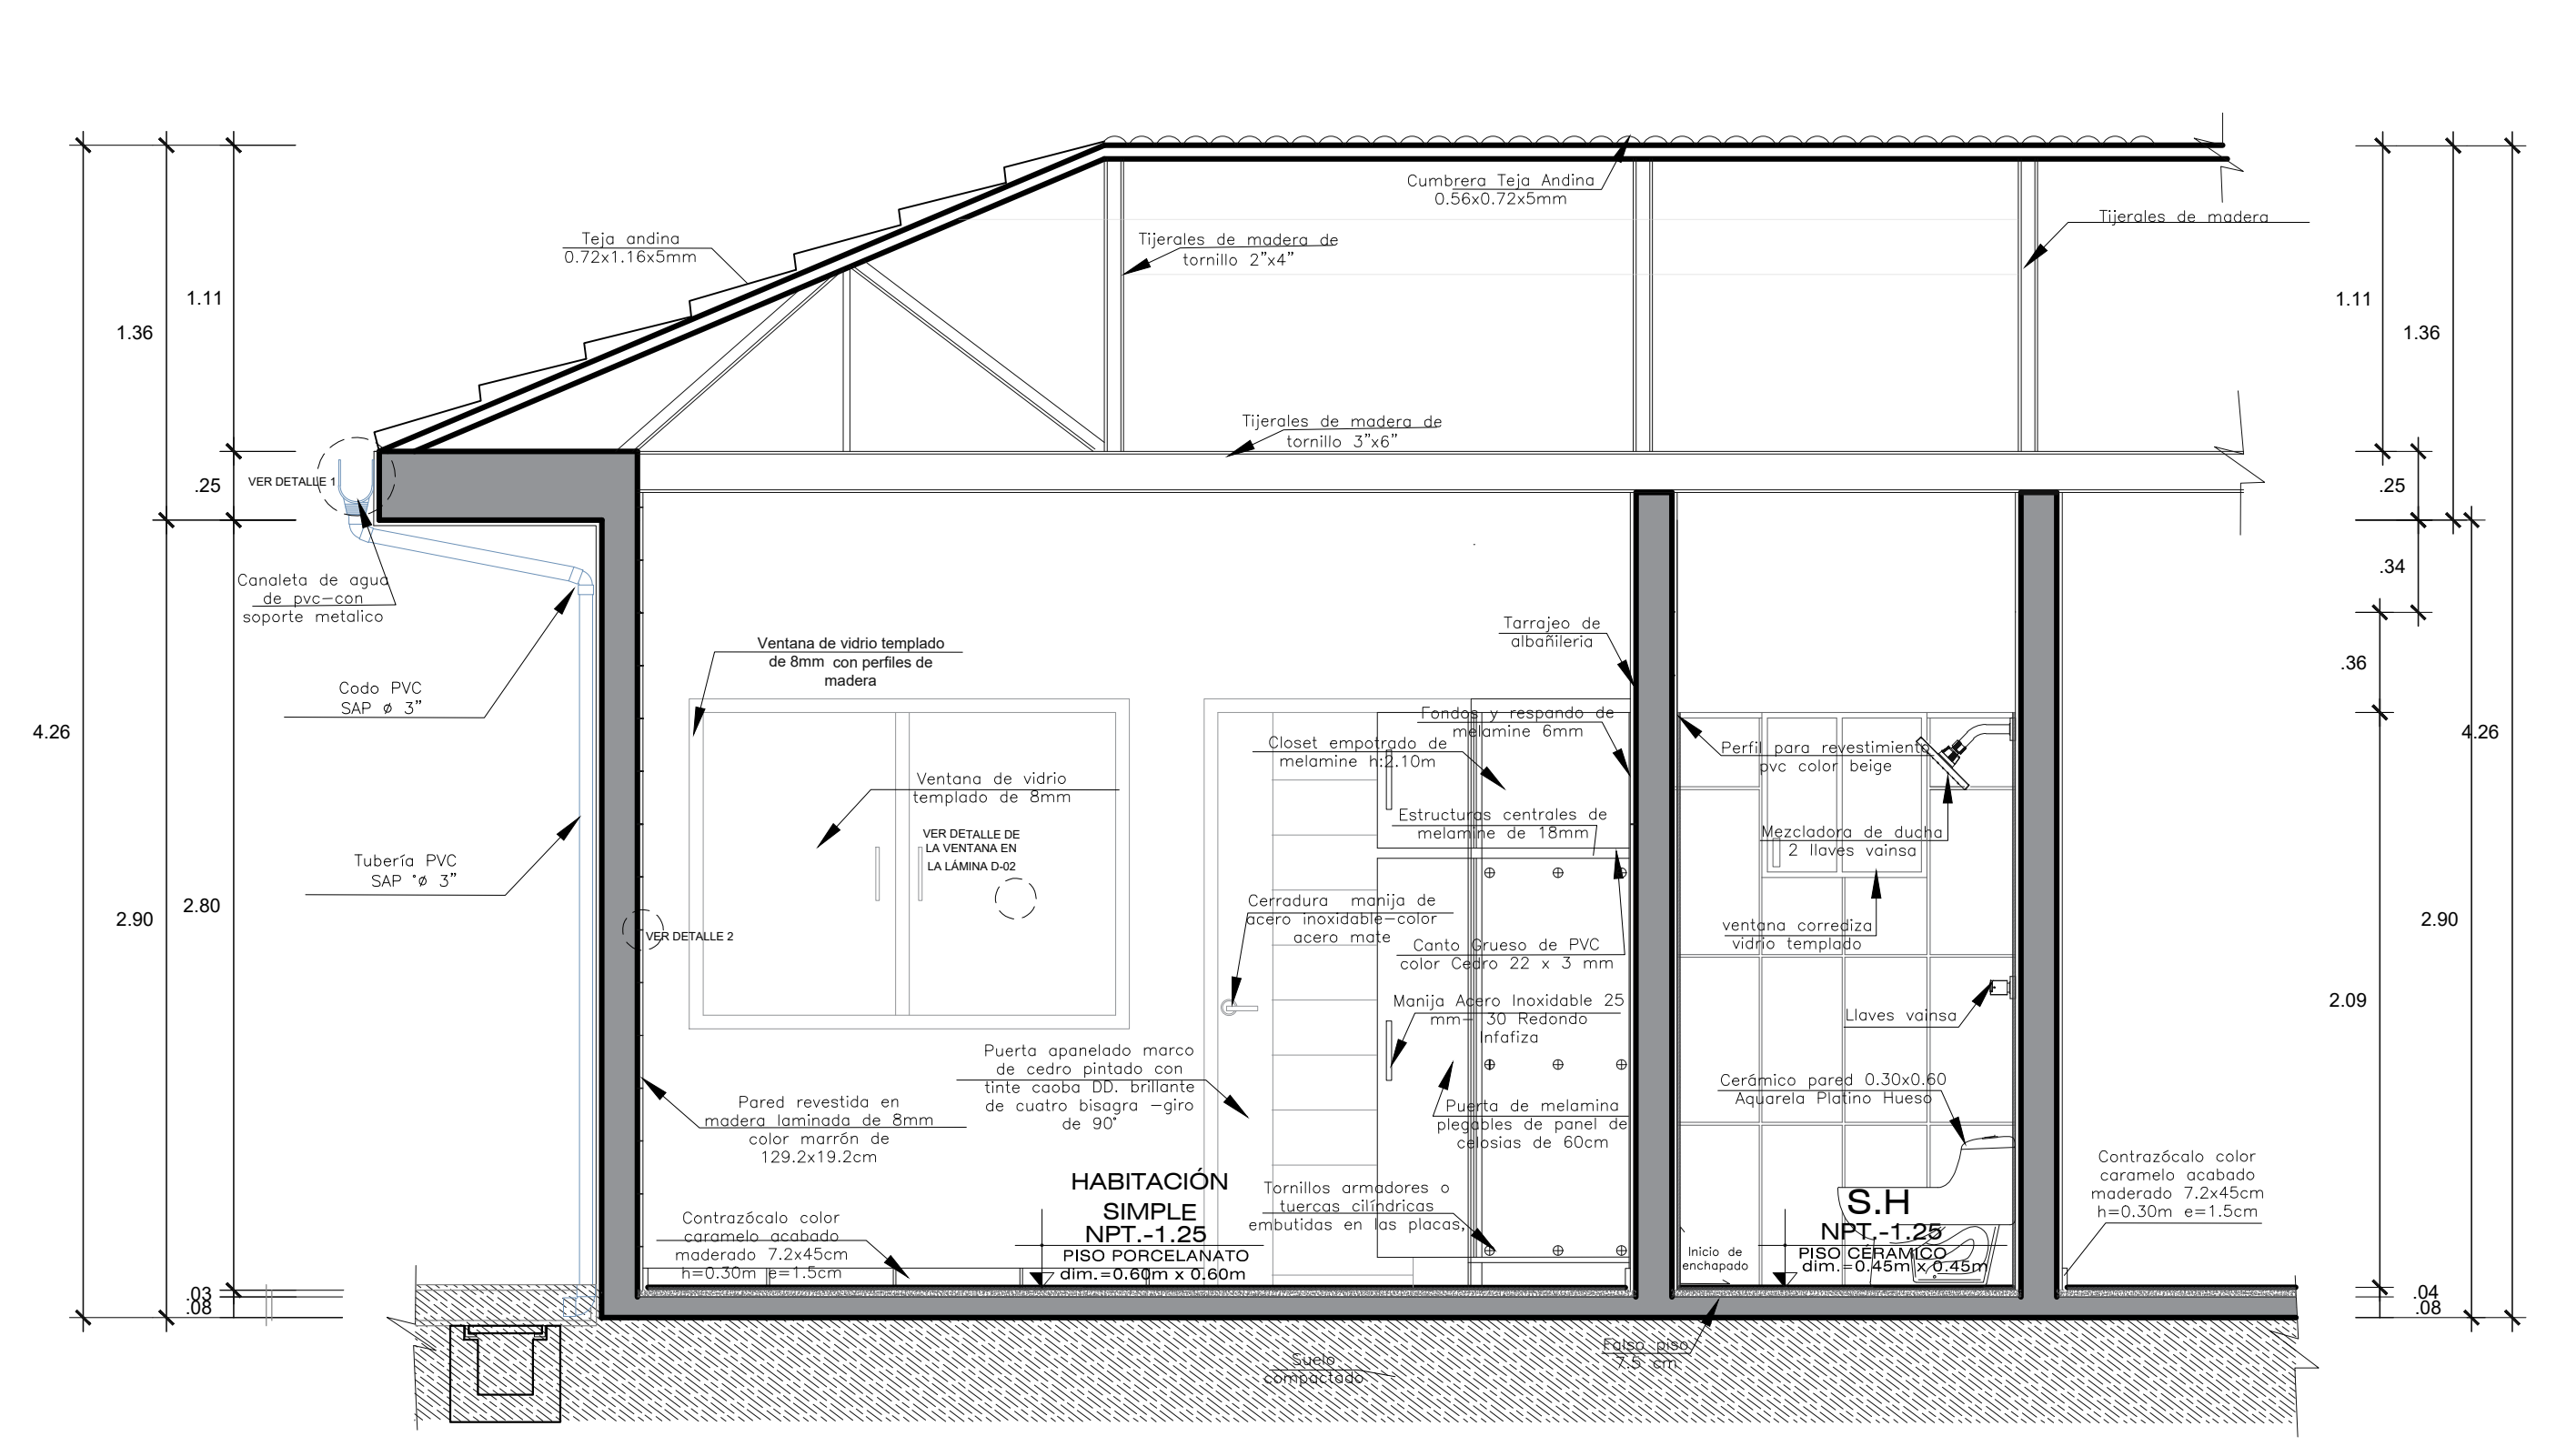 Cumbrera Teja Andina
0.56x0.72x5mm
Tijerales de madera
Teja andina
0.72x1.16x5mm
Tijerales de madera de
tornillo 2"x4"
1.11
1.36
1.11
1.36
Tijerales de madera de
tornillo 3"x6"
VER DETALLE 1
.25
.25
Canaleta de agua
de pvc-con
soporte metalico
.34
Tarrajeo de
albañileria
Ventana de vidrio templado
de 8mm con perfiles de
madera
.36
Codo PVC
SAP ø 3"
4.26
4.26
Fondos y respando de
melamine 6mm
Closet empotrado de
melamine h:2.10m
Perfil para revestimiento
pvc color beige
Ventana de vidrio
templado de 8mm
Estructuras centrales de
melamine de 18mm
Mezcladora de ducha
2 llaves vainsa
VER DETALLE DE
LA VENTANA EN
LA LÁMINA D-02
Tubería PVC
SAP °ø 3"
2.90
2.80
2.90
Cerradura manija de
acero inoxidable-color
acero mate
VER DETALLE 2
Canto Grueso de PVC
color Cedro 22 x 3 mm
ventana corrediza
vidrio templado
Manija Acero Inoxidable 25
mm- 30 Redondo
Infafiza
Llaves vainsa
2.09
Puerta apanelado marco
de cedro pintado con
tinte caoba DD. brillante
de cuatro bisagra -giro
de 90°
Pared revestida en
madera laminada de 8mm
color marrón de
129.2x19.2cm
Puerta de melamina
plegables de panel de
celosias de 60cm
Cerámico pared 0.30x0.60
Aquarela Platino Hueso
Contrazócalo color
caramelo acabado
maderado 7.2x45cm
h=0.30m e=1.5cm
HABITACIÓN
SIMPLE
NPT.-1.25
PISO PORCELANATO
dim.=0.60m x 0.60m
Tornillos armadores o
tuercas cilíndricas
embutidas en las placas,
S.H
NPT.-1.25
PISO CÉRAMICO
dim.=0.45m x 0.45m
Inicio de
enchapado
Contrazócalo color
caramelo acabado
maderado 7.2x45cm
h=0.30m e=1.5cm
.03
.08
.04
.08
Falso piso
7.5 cm
Suelo
compactado